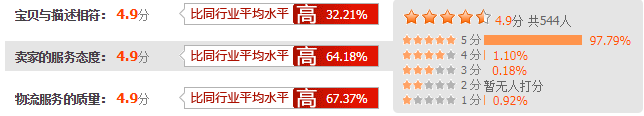 宝贝与描述相符： 4.9分 比同行业平均水平 高 32.21%
卖家的服务态度： 4.9分 比同行业平均水平 高 64.18%
物流服务的质量： 4.9分 比同行业平均水平 高 67.37%
4.9分 共544人
5分 97.79%
4分 1.10%
3分 0.18%
2分 暂无人打分
1分 0.92%